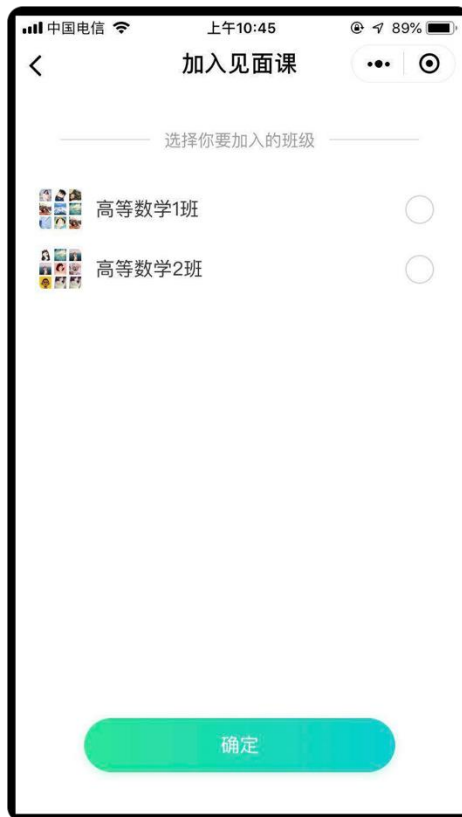 中国电信 上午10:45 89%
加入见面课
选择你要加入的班级
高等数学1班
高等数学2班
确定